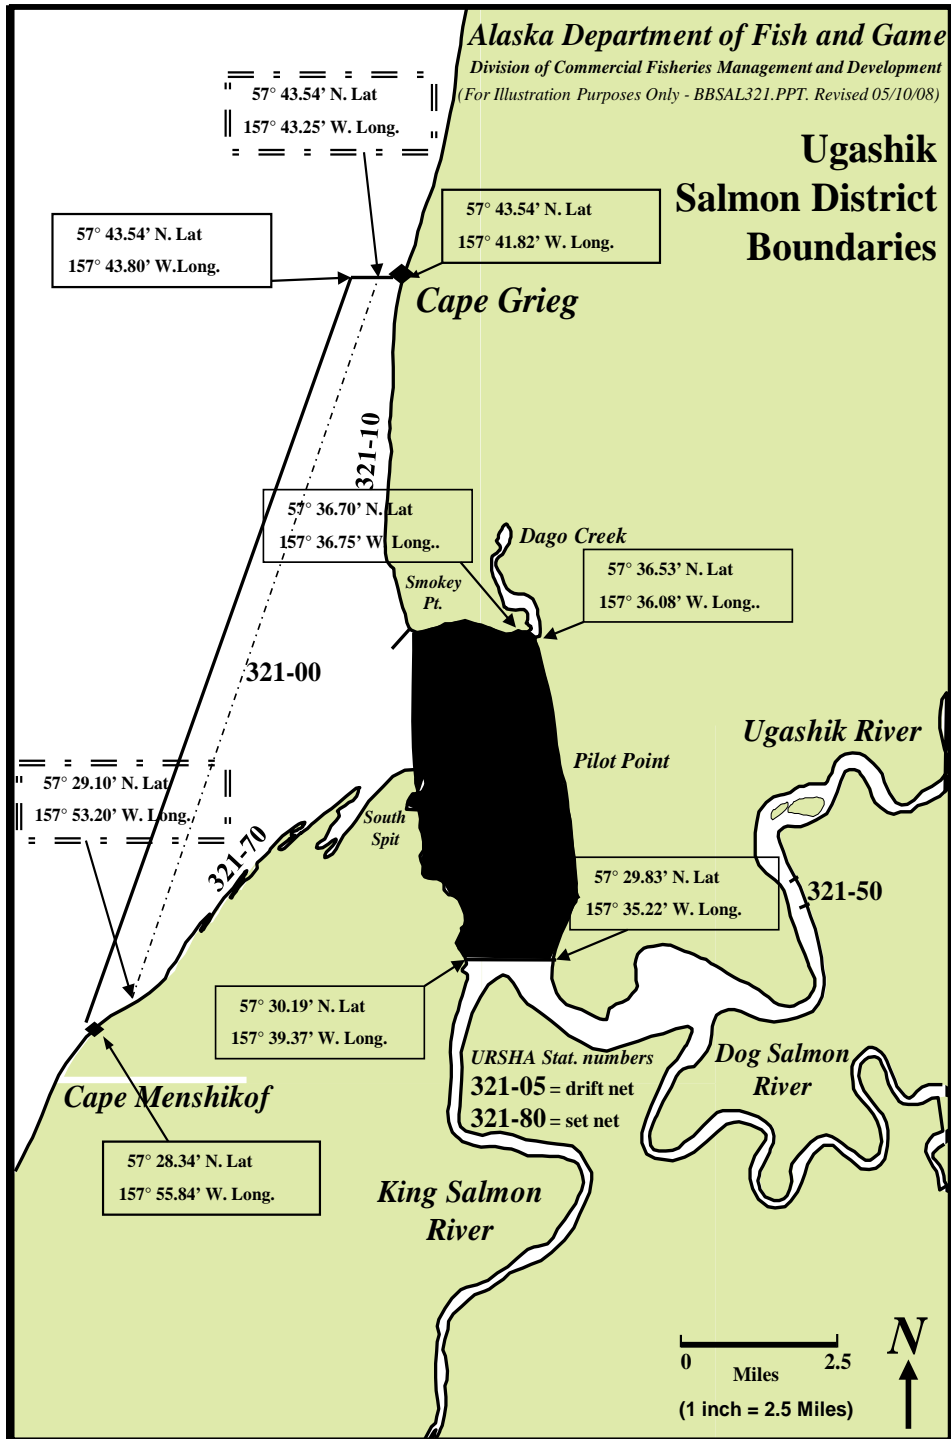 Alaska Department of Fish and Game
Division of Commercial Fisheries Management and Development
(For Illustration Purposes Only - BBSAL321.PPT. Revised 05/10/08)
Ugashik
Salmon District
Boundaries
57° 43.54' N. Lat
157° 43.25' W. Long.
57° 43.54' N. Lat
157° 41.82' W. Long.
57° 43.54' N. Lat
157° 43.80' W.Long.
Cape Grieg
321-10
57° 36.70' N. Lat
157° 36.75' W. Long..
Dago Creek
57° 36.53' N. Lat
157° 36.08' W. Long..
Smokey
Pt.
321-00
Ugashik River
Pilot Point
57° 29.10' N. Lat
157° 53.20' W. Long.
South
Spit
321-70
57° 29.83' N. Lat
157° 35.22' W. Long.
321-50
57° 30.19' N. Lat
157° 39.37' W. Long.
URSHA Stat. numbers
321-05 = drift net
321-80 = set net
Dog Salmon
River
Cape Menshikof
57° 28.34' N. Lat
157° 55.84' W. Long.
King Salmon
River
N
0 2.5
Miles
(1 inch = 2.5 Miles)